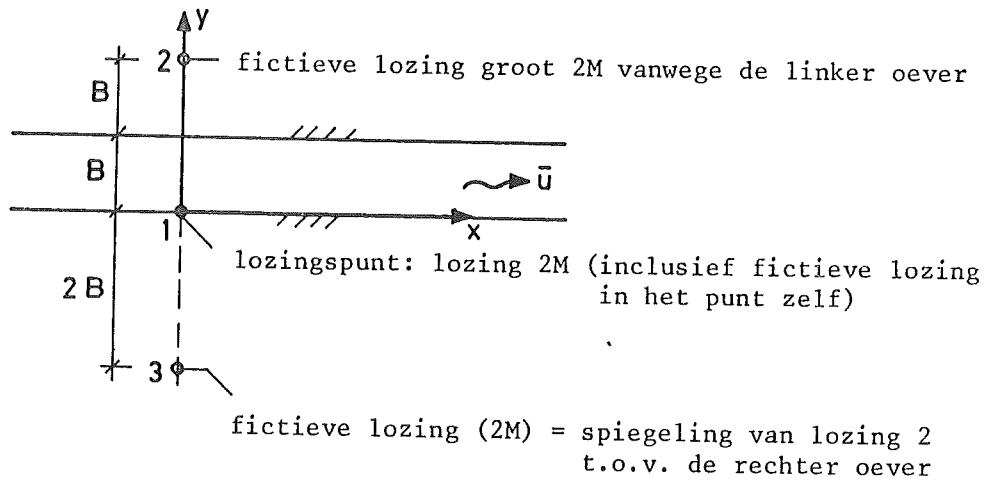 y
2 fictieve lozing groot 2M vanwege de linker oever
B
B
ū
1
x
lozingspunt: lozing 2M (inclusief fictieve lozing
in het punt zelf)
2B
3
fictieve lozing (2M) = spiegeling van lozing 2
t.o.v. de rechter oever